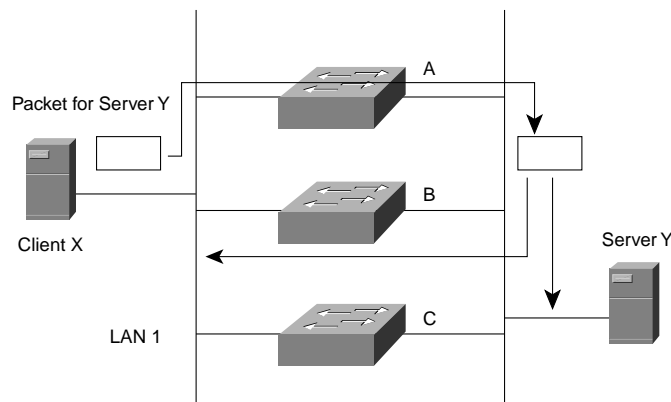 A
Packet for Server Y
B
Client X
Server Y
C
LAN 1